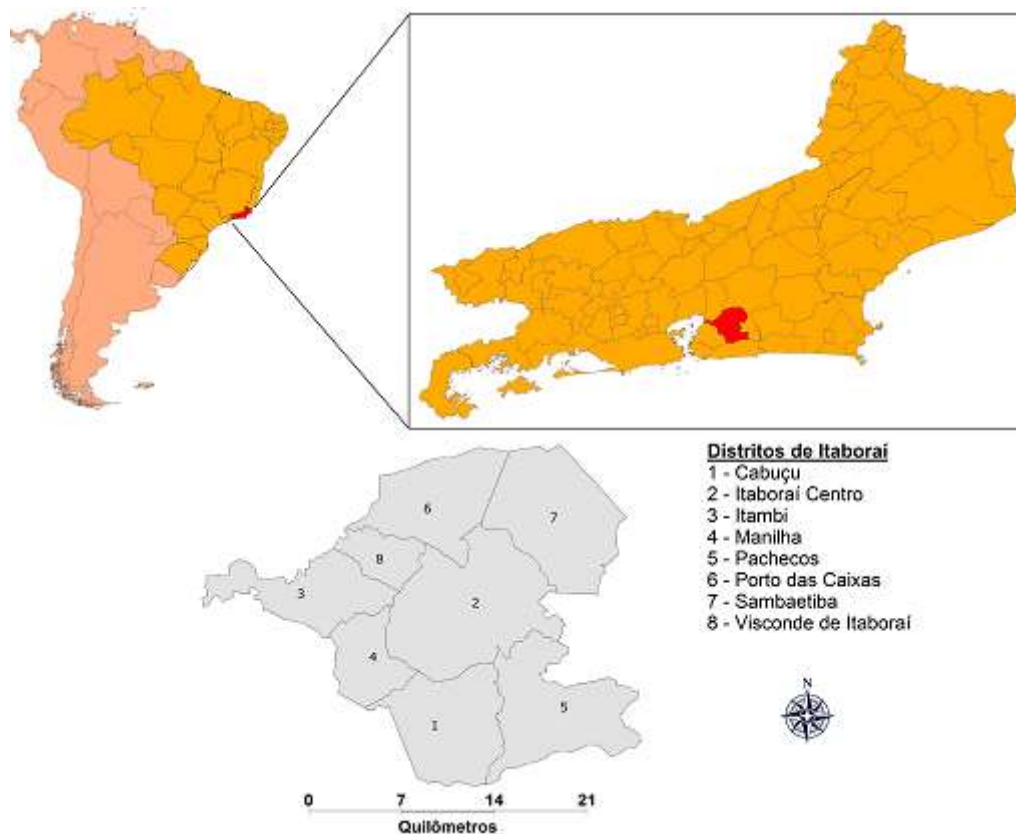 Distritos de Itaboraí
1 - Cabuçu
2 - Itaboraí Centro
3 - Itambi
4 - Manilha
5 - Pachecos
6 - Porto das Caixas
7 - Sambaetiba
8 - Visconde de Itaboraí
6
7
8
3
2
4
1
5
N
0 7 14 21
Quilômetros